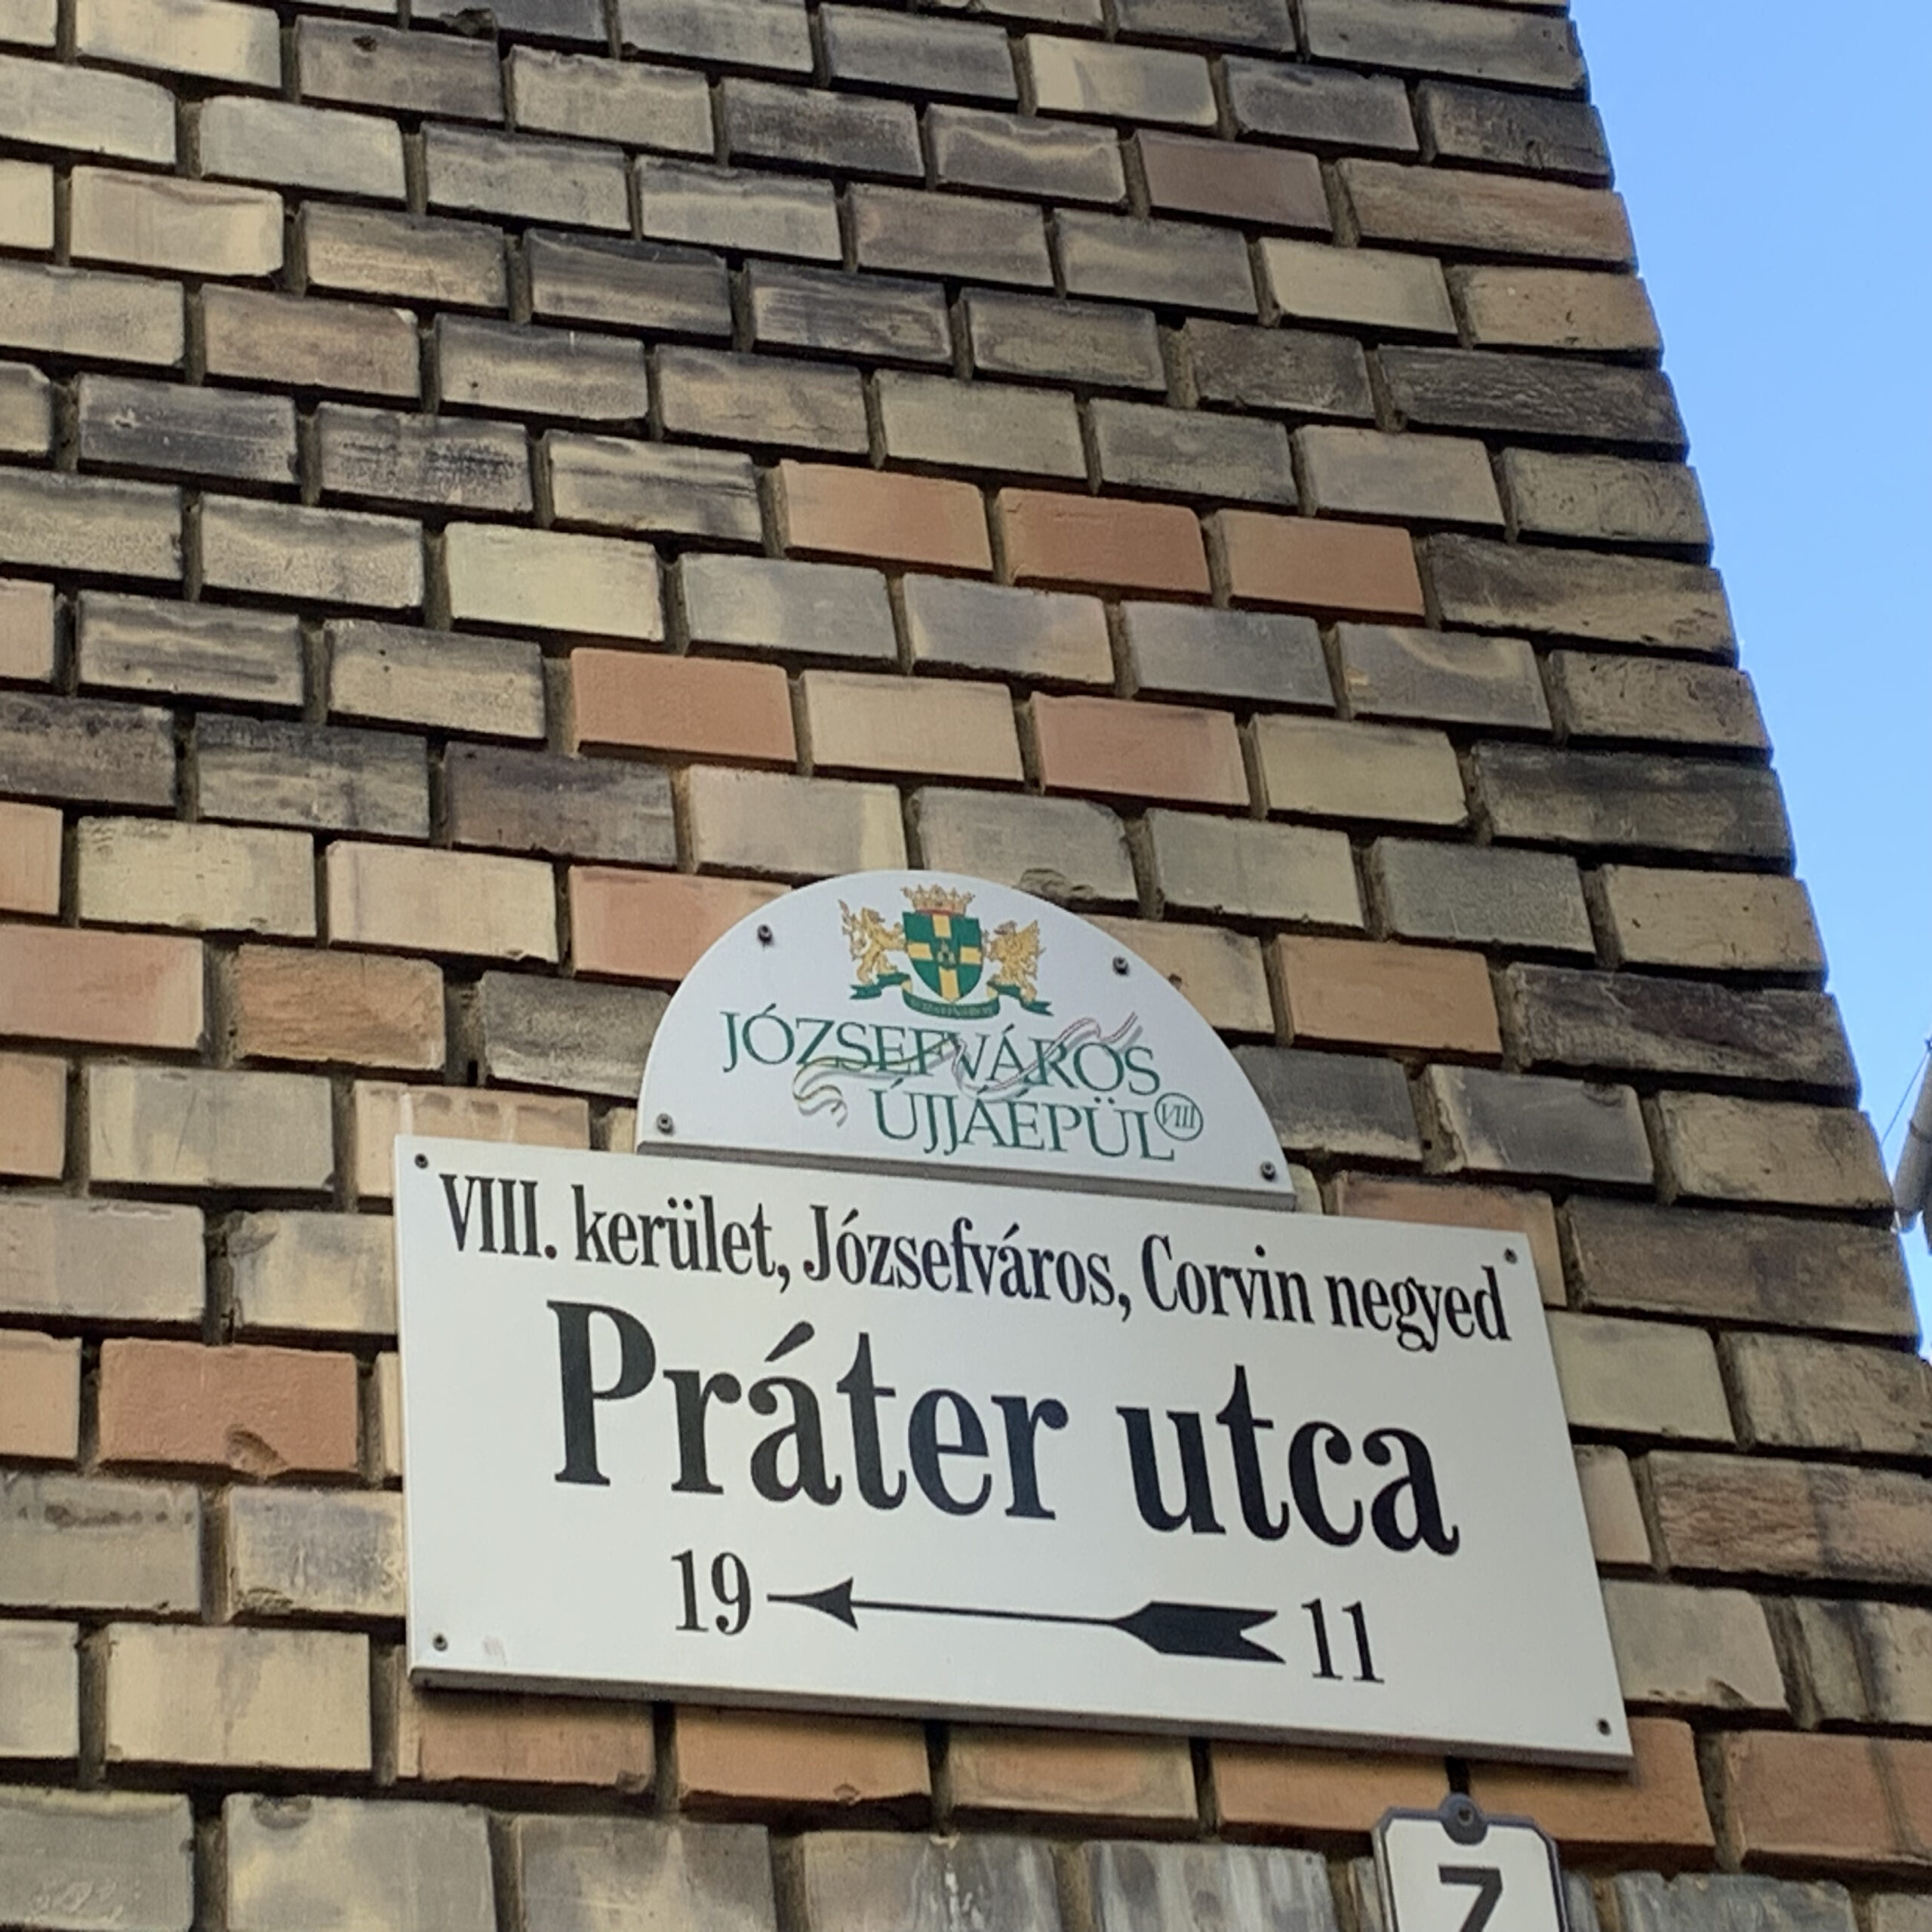 JÓZSEFVÁROS
ÚJJÁÉPÜL VIII
VIII. kerület, Józsefváros, Corvin negyed
Práter utca
19 11
Z